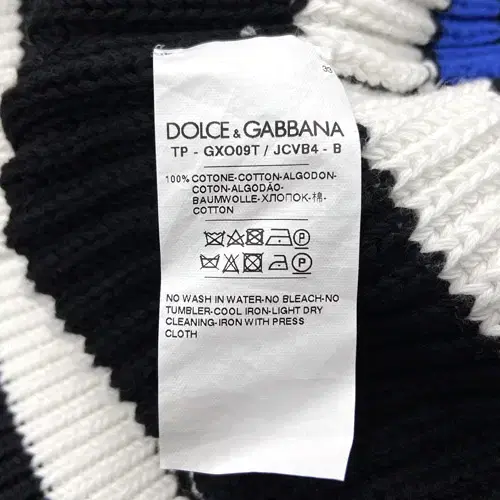 DOLCE & GABBANA
TP - GXO09T / JCVB4 - B
100% COTONE-COTTON-ALGODON-
COTON-ALGODÃO-
BAUMWOLLE-ХЛОПОК-棉-
COTTON
P
P
NO WASH IN WATER-NO BLEACH-NO
TUMBLER-COOL IRON-LIGHT DRY
CLEANING-IRON WITH PRESS
CLOTH